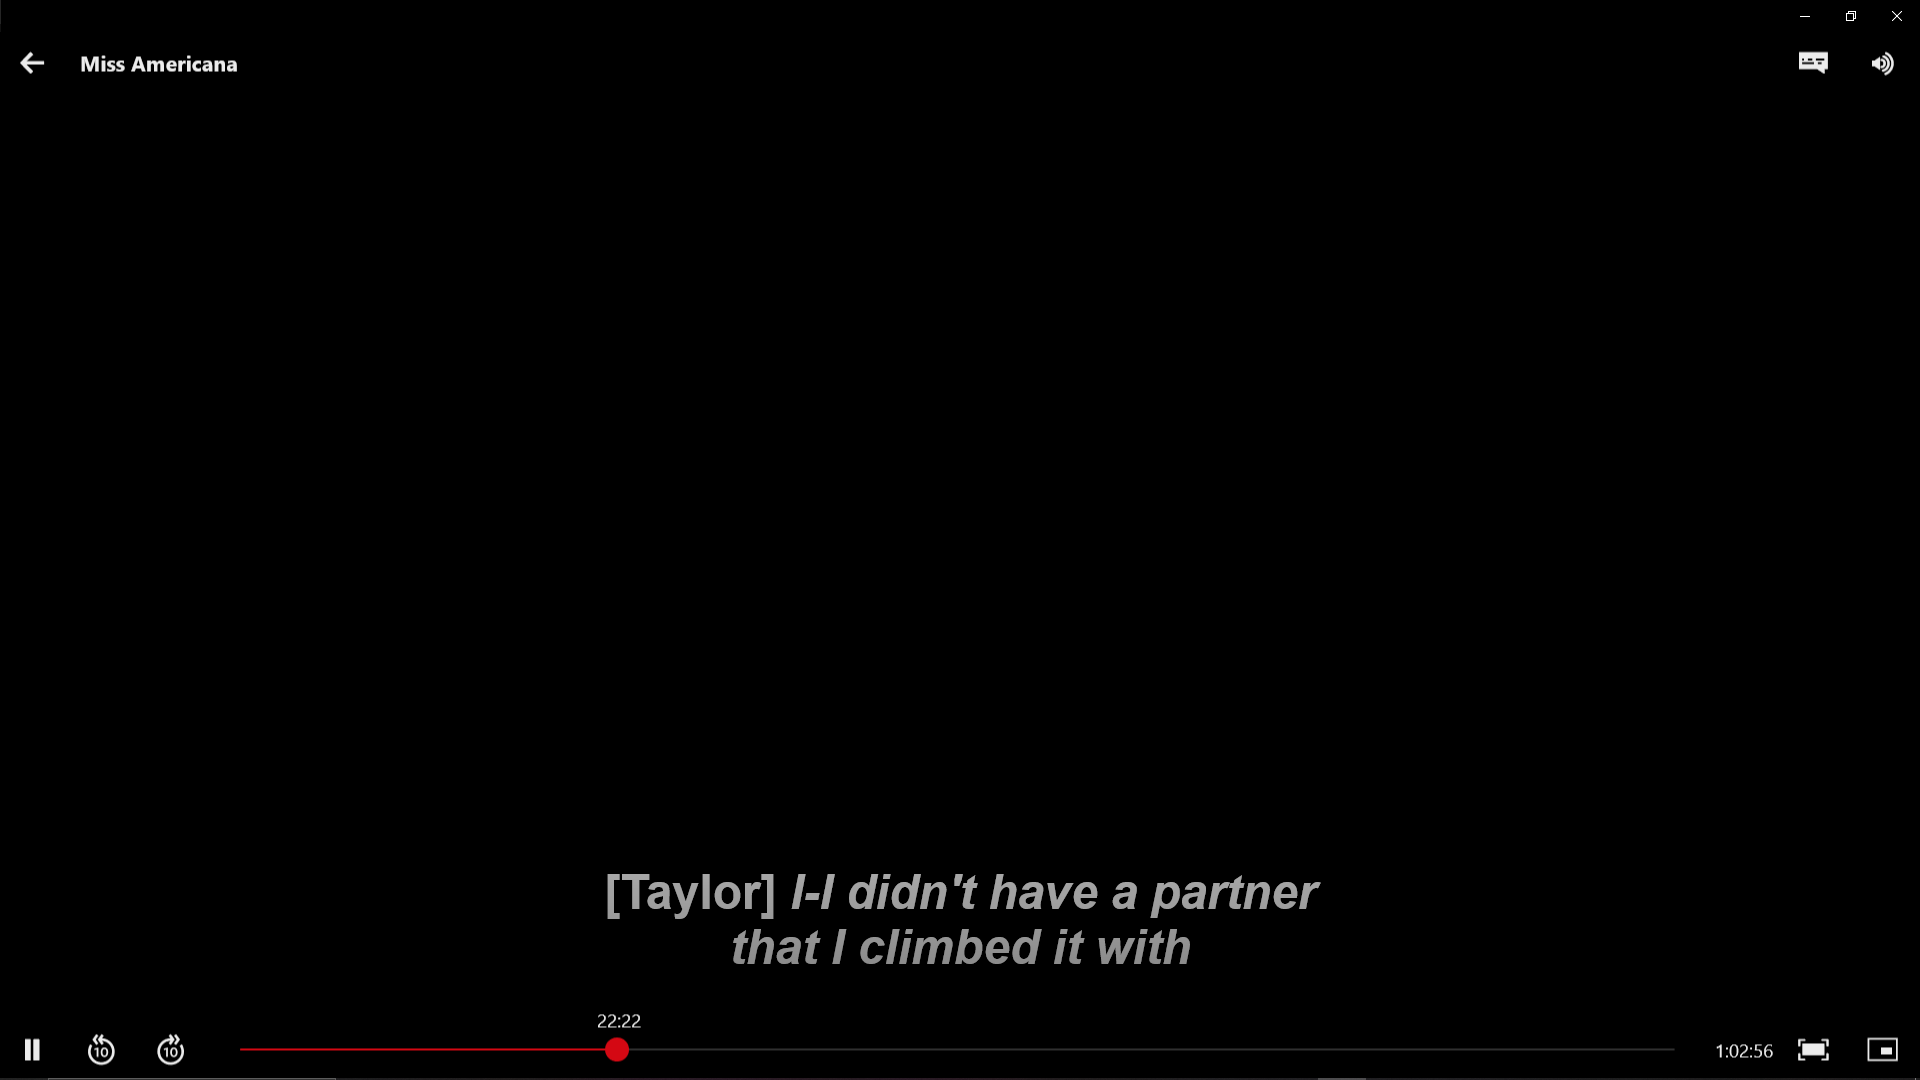 Miss Americana
[Taylor] I-I didn't have a partner
that I climbed it with
22:22
10
10
1:02:56